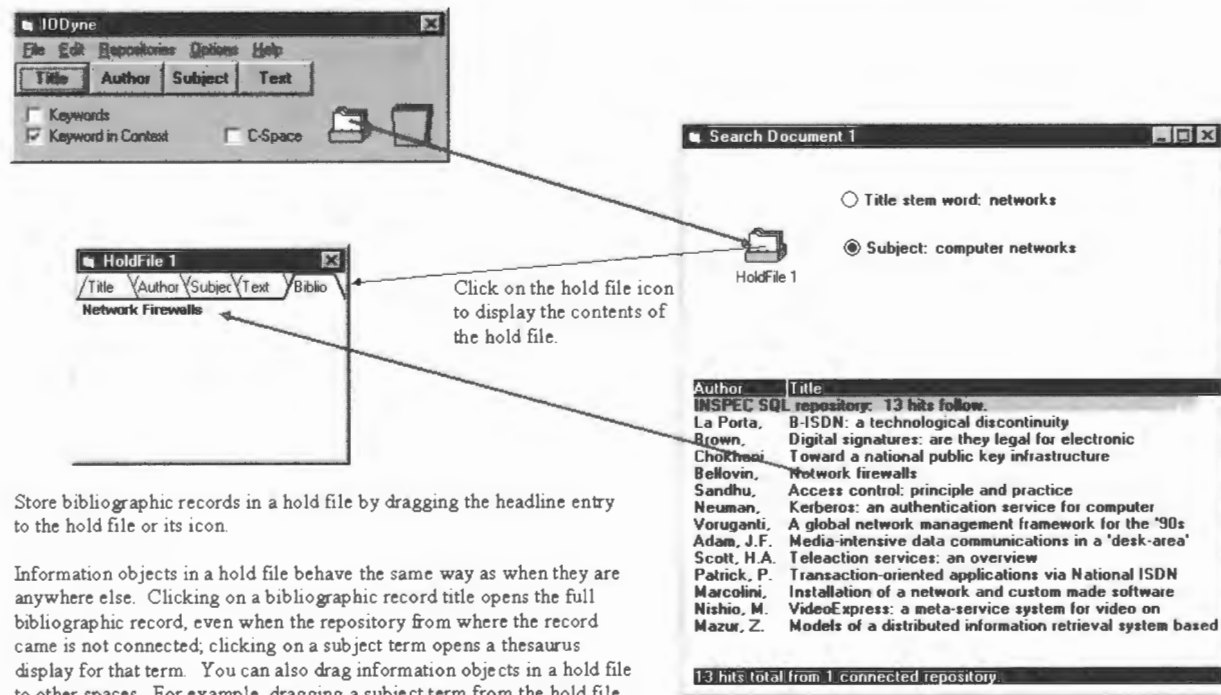 IODyne
File Edit Repositories Options Help
Title Author Subject Text
Keywords
Keyword in Context
C-Space
Search Document 1
Title stem word: networks
Subject: computer networks
HoldFile 1
HoldFile 1
Title Author Subjec Text Biblio
Network Firewalls
Click on the hold file icon
to display the contents of
the hold file.
Author Title
INSPEC SQL repository: 13 hits follow.
La Porta, B-ISDN: a technological discontinuity
Brown, Digital signatures: are they legal for electronic
Chokhani, Toward a national public key infrastructure
Bellovin, Network firewalls
Sandhu, Access control: principle and practice
Neuman, Kerberos: an authentication service for computer
Voruganti, A global network management framework for the '90s
Adam, J.F. Media-intensive data communications in a 'desk-area'
Scott, H.A. Teleaction services: an overview
Patrick, P. Transaction-oriented applications via National ISDN
Marcolini, Installation of a network and custom made software
Nishio, M. VideoExpress: a meta-service system for video on
Mazur, Z. Models of a distributed information retrieval system based
13 hits total from 1 connected repository.
Store bibliographic records in a hold file by dragging the headline entry
to the hold file or its icon.
Information objects in a hold file behave the same way as when they are
anywhere else. Clicking on a bibliographic record title opens the full
bibliographic record, even when the repository from where the record
came is not connected; clicking on a subject term opens a thesaurus
display for that term. You can also drag information objects in a hold file
to other spaces. For example, dragging a subject term from the hold file